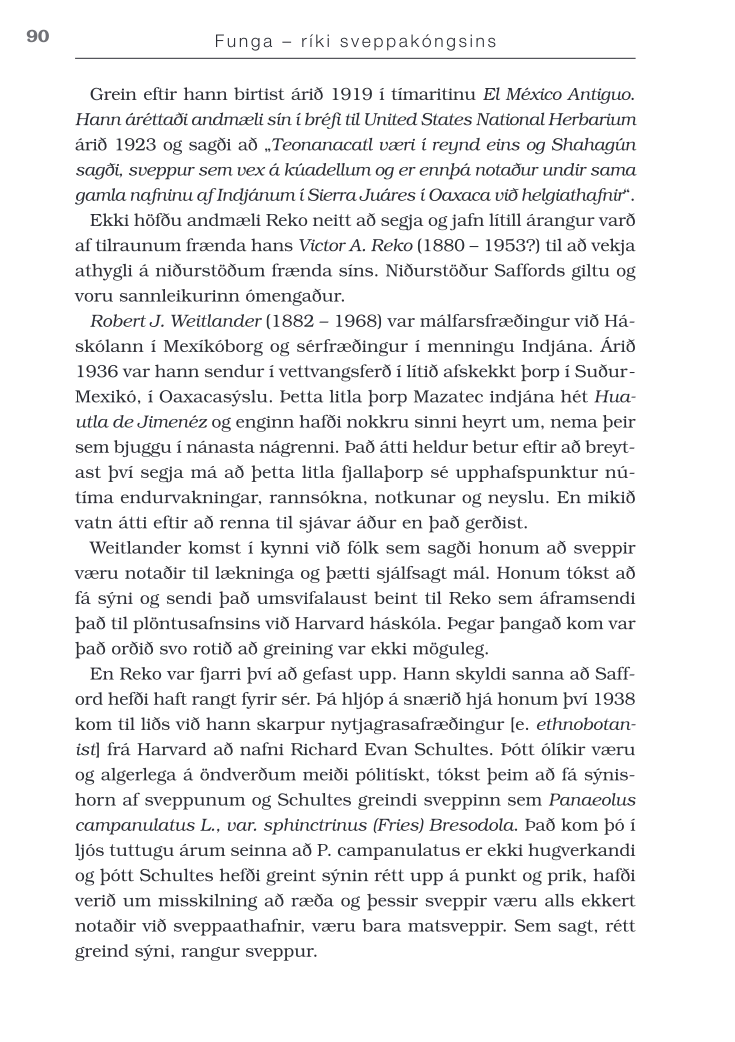 90
Funga – ríki sveppakóngsins
Grein eftir hann birtist árið 1919 í tímaritinu El México Antiguo.
Hann áréttaði andmæli sín í bréfi til United States National Herbarium
árið 1923 og sagði að „Teonanacatl væri í reynd eins og Shahagún
sagði, sveppur sem vex á kúadellum og er ennþá notaður undir sama
gamla nafninu af Indjánum í Sierra Juáres í Oaxaca við helgiathafnir“.
Ekki höfðu andmæli Reko neitt að segja og jafn lítill árangur varð
af tilraunum frænda hans Victor A. Reko (1880 – 1953?) til að vekja
athygli á niðurstöðum frænda síns. Niðurstöður Saffords giltu og
voru sannleikurinn ómengaður.
Robert J. Weitlander (1882 – 1968) var málfarsfræðingur við Há-
skólann í Mexíkóborg og sérfræðingur í menningu Indjána. Árið
1936 var hann sendur í vettvangsferð í lítið afskekkt þorp í Suður-
Mexikó, í Oaxacasýslu. Þetta litla þorp Mazatec indjána hét Hua-
utla de Jimenéz og enginn hafði nokkru sinni heyrt um, nema þeir
sem bjuggu í nánasta nágrenni. Það átti heldur betur eftir að breyt-
ast því segja má að þetta litla fjallaþorp sé upphafspunktur nú-
tíma endurvakningar, rannsókna, notkunar og neyslu. En mikið
vatn átti eftir að renna til sjávar áður en það gerðist.
Weitlander komst í kynni við fólk sem sagði honum að sveppir
væru notaðir til lækninga og þætti sjálfsagt mál. Honum tókst að
fá sýni og sendi það umsvifalaust beint til Reko sem áframsendi
það til plöntusafnsins við Harvard háskóla. Þegar þangað kom var
það orðið svo rotið að greining var ekki möguleg.
En Reko var fjarri því að gefast upp. Hann skyldi sanna að Saff-
ord hefði haft rangt fyrir sér. Þá hljóp á snærið hjá honum því 1938
kom til liðs við hann skarpur nytjagrasafræðingur [e. ethnobotan-
ist] frá Harvard að nafni Richard Evan Schultes. Þótt ólíkir væru
og algerlega á öndverðum meiði pólitískt, tókst þeim að fá sýnis-
horn af sveppunum og Schultes greindi sveppinn sem Panaeolus
campanulatus L., var. sphinctrinus (Fries) Bresodola. Það kom þó í
ljós tuttugu árum seinna að P. campanulatus er ekki hugverkandi
og þótt Schultes hefði greint sýnin rétt upp á punkt og prik, hafði
verið um misskilning að ræða og þessir sveppir væru alls ekkert
notaðir við sveppaathafnir, væru bara matsveppir. Sem sagt, rétt
greind sýni, rangur sveppur.